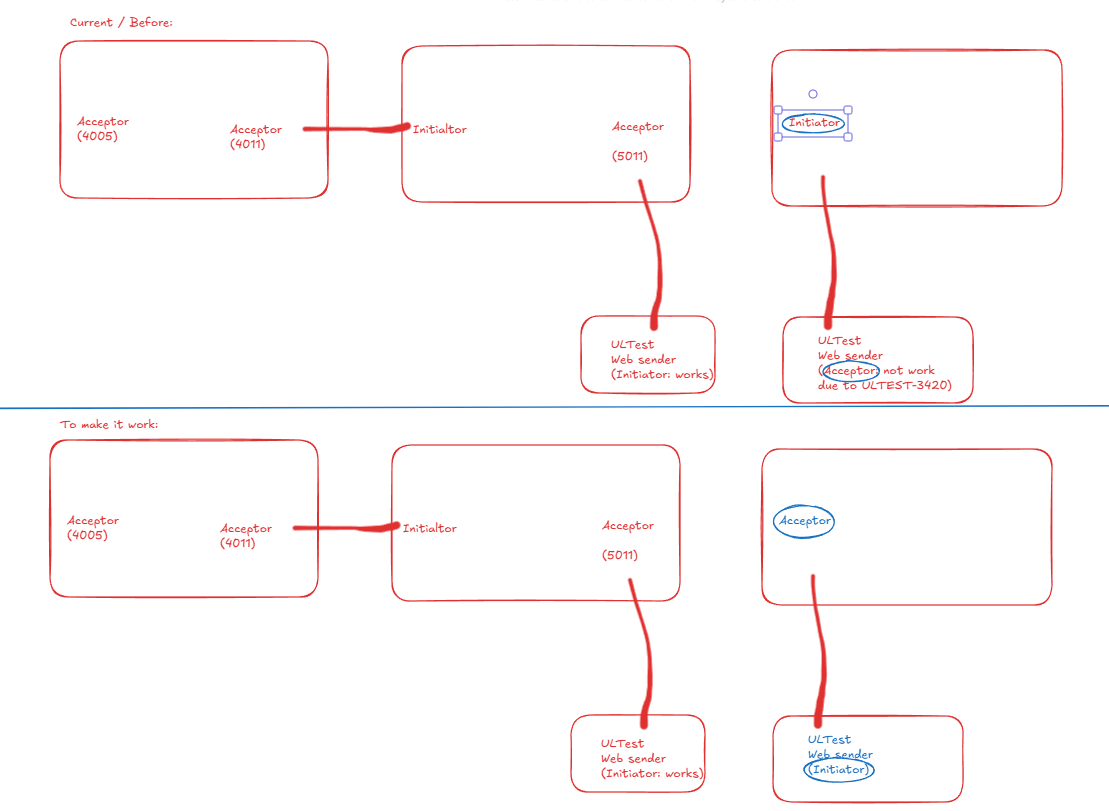 Current / Before:
Acceptor
(4005)
Acceptor
(4011)
Initialtor
Acceptor
(5011)
Initiator
ULTest
Web sender
(Initiator: works)
ULTest
Web sender
(Acceptor: not work
due to ULTEST-3420)
To make it work:
Acceptor
(4005)
Acceptor
(4011)
Initialtor
Acceptor
(5011)
Acceptor
ULTest
Web sender
(Initiator: works)
ULTest
Web sender
(Initiator)